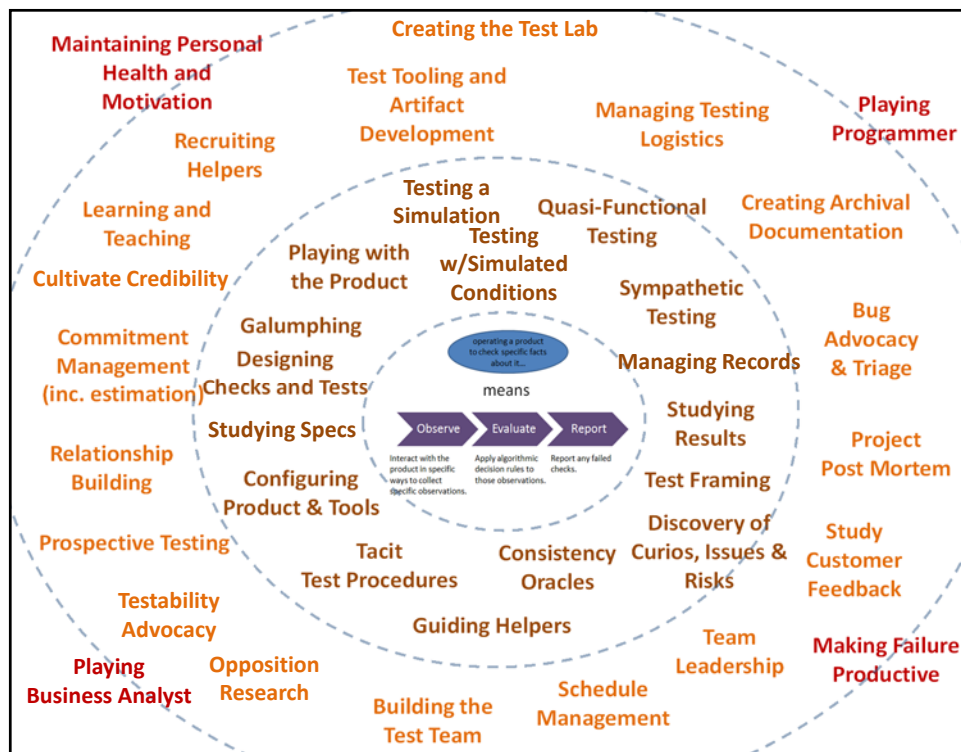 Creating the Test Lab
Maintaining Personal
Health and
Motivation
Test Tooling and
Artifact
Development
Managing Testing
Logistics
Playing
Programmer
Recruiting
Helpers
Learning and
Teaching
Testing a
Simulation
Quasi-Functional
Testing
Creating Archival
Documentation
Cultivate Credibility
Playing with
the Product
Testing
w/Simulated
Conditions
Sympathetic
Testing
Commitment
Management
(inc. estimation)
Galumphing
Designing
Checks and Tests
operating a product
to check specific facts
about it…
means
Managing Records
Bug
Advocacy
& Triage
Relationship
Building
Studying Specs
Observe
Evaluate
Report
Interact with the
product in specific
ways to collect
specific observations.
Apply algorithmic
decision rules to
those observations.
Report any failed
checks.
Studying
Results
Project
Post Mortem
Configuring
Product & Tools
Test Framing
Prospective Testing
Tacit
Test Procedures
Consistency
Oracles
Discovery of
Curios, Issues &
Risks
Study
Customer
Feedback
Testability
Advocacy
Guiding Helpers
Team
Leadership
Making Failure
Productive
Playing
Business Analyst
Opposition
Research
Building the
Test Team
Schedule
Management